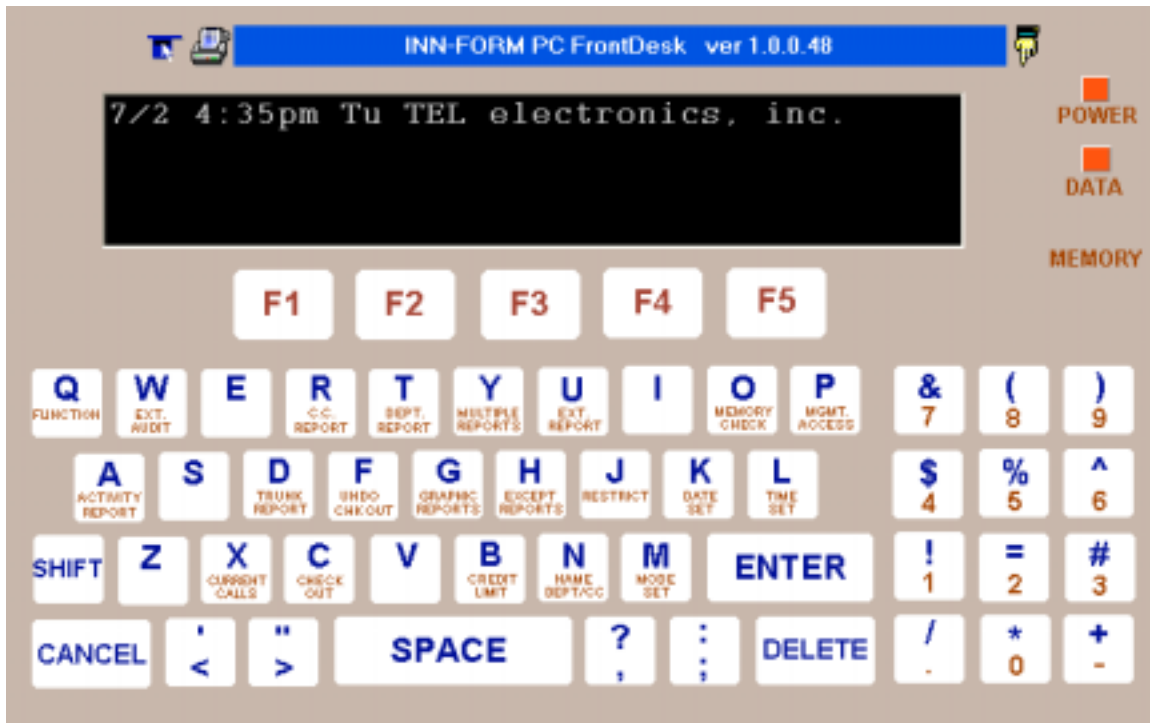 INN-FORM PC FrontDesk ver 1.0.0.48
7/2 4:35pm Tu TEL electronics, inc.
POWER
DATA
MEMORY
F1 F2 F3 F4 F5
Q W E R T Y U I O P & ( )
FUNCTION EXT. AUDIT C.C. REPORT DEPT. REPORT MULTIPLE REPORTS EXT. REPORT MEMORY CHECK MGMT. ACCESS 7 8 9
A S D F G H J K L $ % ^
ACTIVITY REPORT TRUNK REPORT UNDO CHKOUT GRAPHIC REPORTS EXCEPT REPORTS RESTRICT DATE SET TIME SET 4 5 6
SHIFT Z X C V B N M ENTER ! = #
CURRENT CALLS CHECK OUT CREDIT LIMIT NAME DEPT/CC MODE SET 1 2 3
CANCEL ' " SPACE ? : DELETE / * +
< > , ; . 0 -